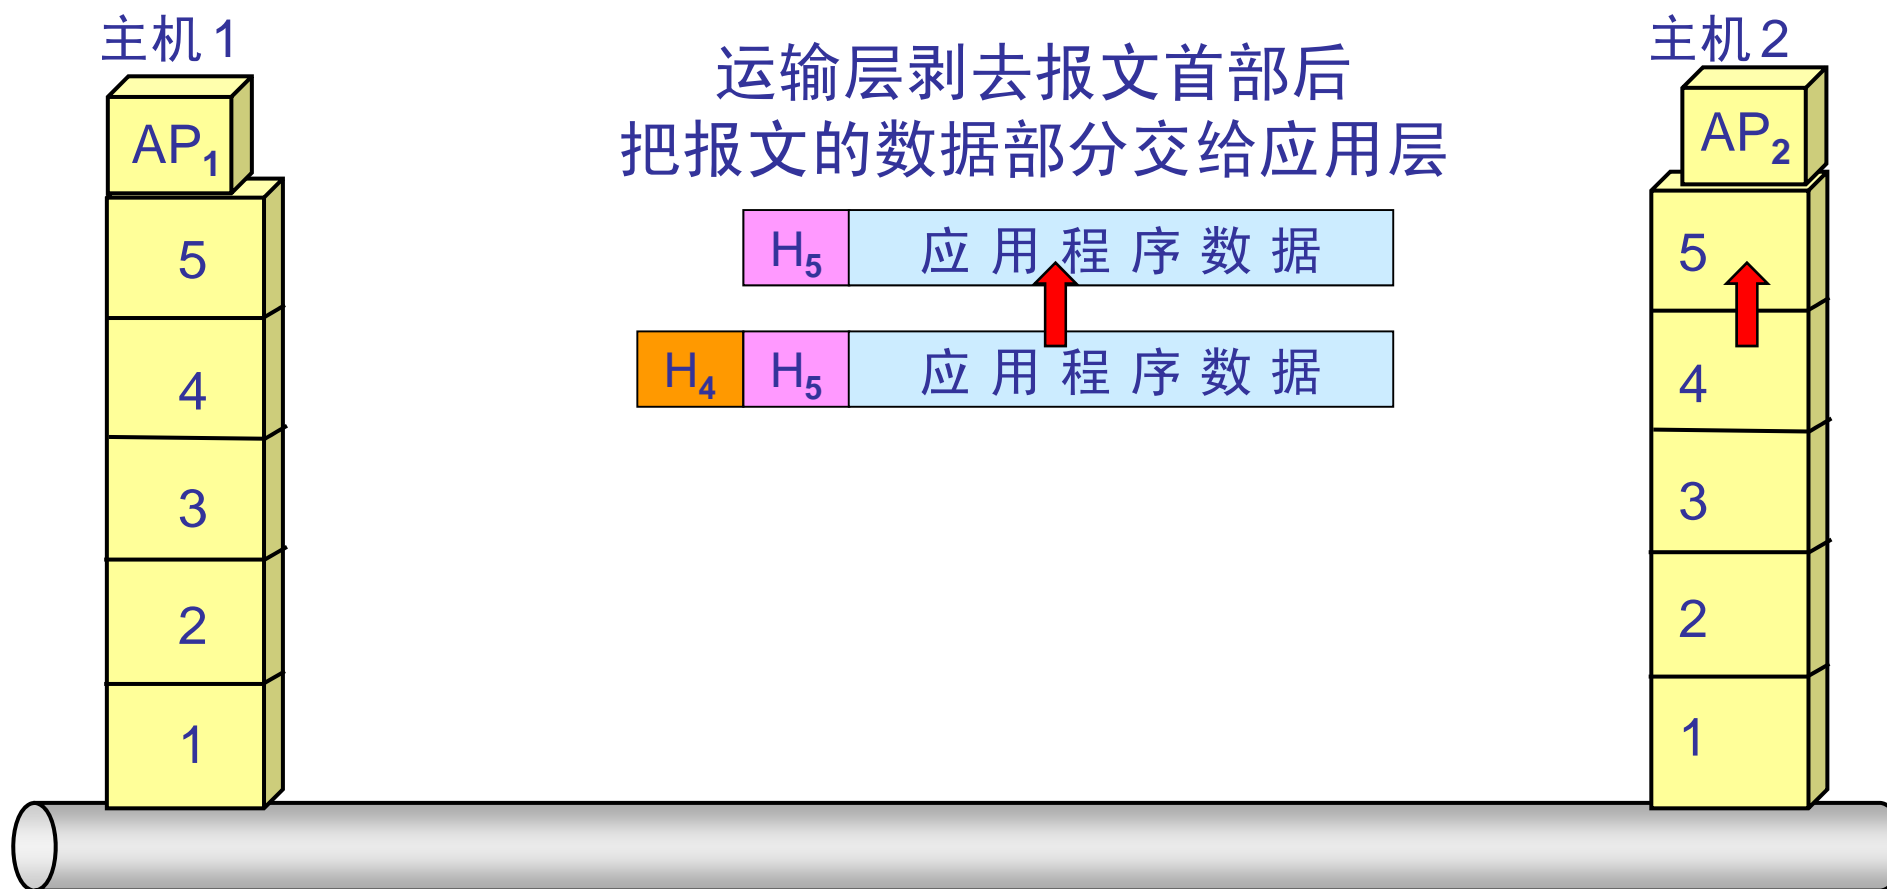 主机 1
主机 2
运输层剥去报文首部后
把报文的数据部分交给应用层
AP1
AP2
H5 应 用 程 序 数 据
H4 H5 应 用 程 序 数 据
5
4
3
2
1
5
4
3
2
1